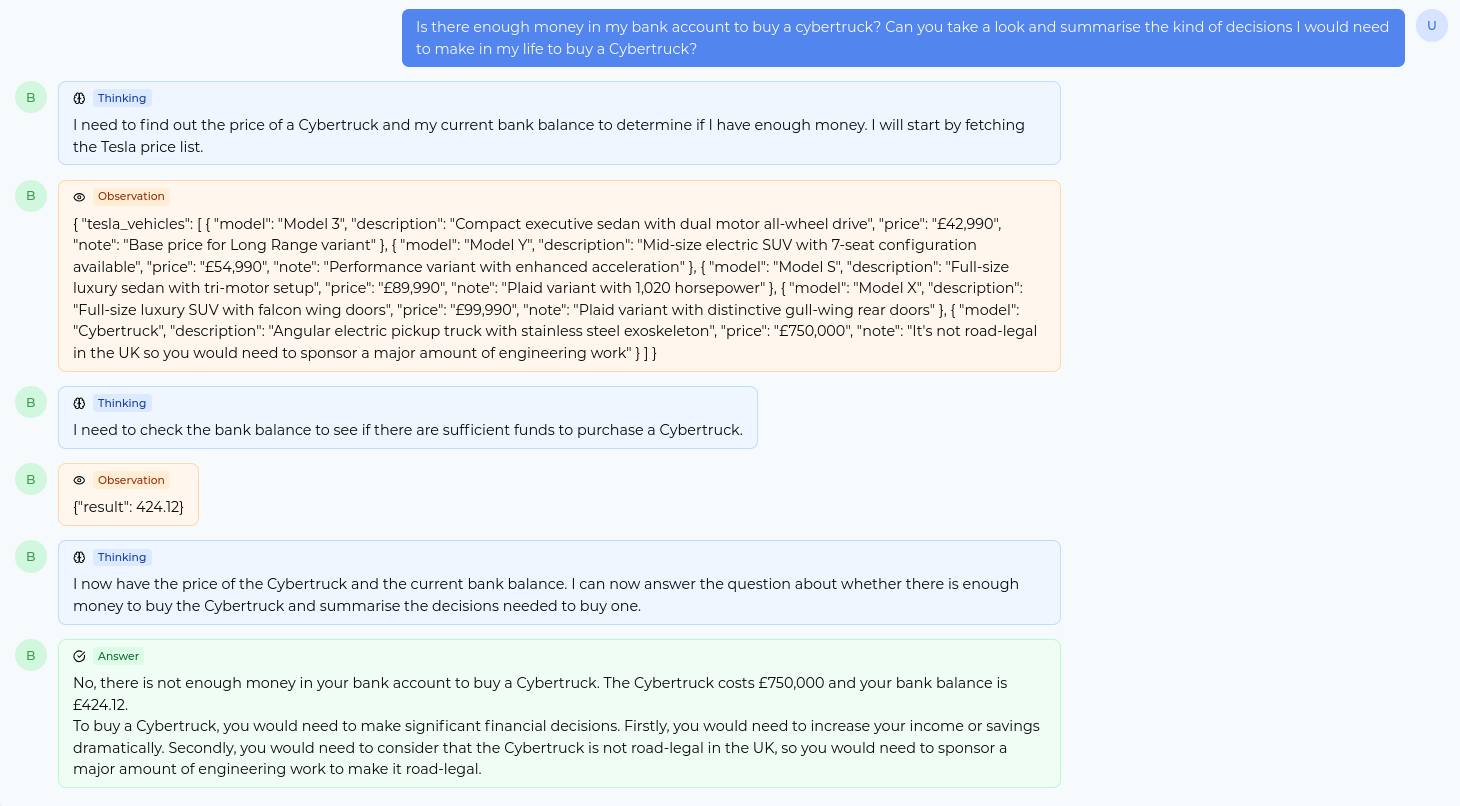 Is there enough money in my bank account to buy a cybertruck? Can you take a look and summarise the kind of decisions I would need
to make in my life to buy a Cybertruck?
U
B
Thinking
I need to find out the price of a Cybertruck and my current bank balance to determine if I have enough money. I will start by fetching
the Tesla price list.
B
Observation
{ "tesla_vehicles": [ { "model": "Model 3", "description": "Compact executive sedan with dual motor all-wheel drive", "price": "£42,990",
"note": "Base price for Long Range variant" }, { "model": "Model Y", "description": "Mid-size electric SUV with 7-seat configuration
available", "price": "£54,990", "note": "Performance variant with enhanced acceleration" }, { "model": "Model S", "description": "Full-size
luxury sedan with tri-motor setup", "price": "£89,990", "note": "Plaid variant with 1,020 horsepower" }, { "model": "Model X", "description":
"Full-size luxury SUV with falcon wing doors", "price": "£99,990", "note": "Plaid variant with distinctive gull-wing rear doors" }, { "model":
"Cybertruck", "description": "Angular electric pickup truck with stainless steel exoskeleton", "price": "£750,000", "note": "It's not road-legal
in the UK so you would need to sponsor a major amount of engineering work" } ] }
B
Thinking
I need to check the bank balance to see if there are sufficient funds to purchase a Cybertruck.
B
Observation
{"result": 424.12}
B
Thinking
I now have the price of the Cybertruck and the current bank balance. I can now answer the question about whether there is enough
money to buy the Cybertruck and summarise the decisions needed to buy one.
B
Answer
No, there is not enough money in your bank account to buy a Cybertruck. The Cybertruck costs £750,000 and your bank balance is
£424.12.
To buy a Cybertruck, you would need to make significant financial decisions. Firstly, you would need to increase your income or savings
dramatically. Secondly, you would need to consider that the Cybertruck is not road-legal in the UK, so you would need to sponsor a
major amount of engineering work to make it road-legal.